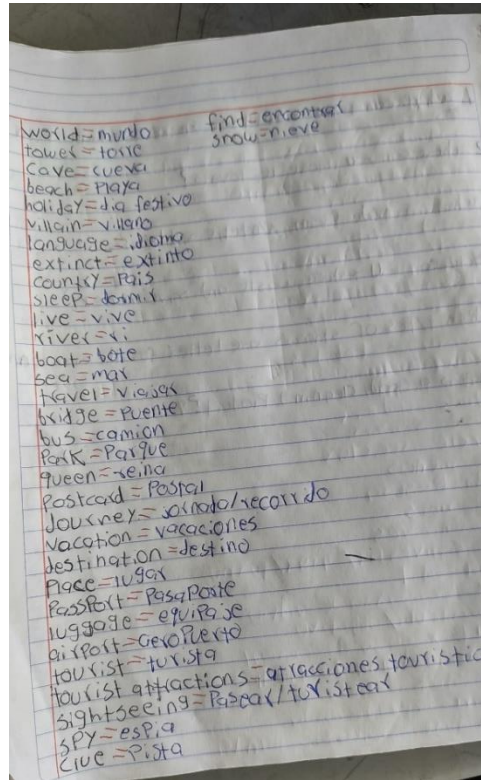 world=mundo
tower=torre
Cove=cueva
beach=Playa
holiday=dia festivo
villain=villano
language=idioma
extinct=extinto
country=Pais
sleep=dormir
live=vive
river=ri
boat=bote
sea=mar
travel=viajar
bridge=Puente
bus=camion
Park=Parque
queen=reina
Postcard=Postal
Journey=jornada/recorrido
Vacation=vacaciones
destination=destino
Place=lugar
PassPort=PasaPorte
luggage=equiPaje
airport=aeroPuerto
tourist=turista
tourist attractions=atracciones touristic
sightseeing=Pasear/turistear
spy=espia
Clue=Pista
find=encontrar
snow=nieve